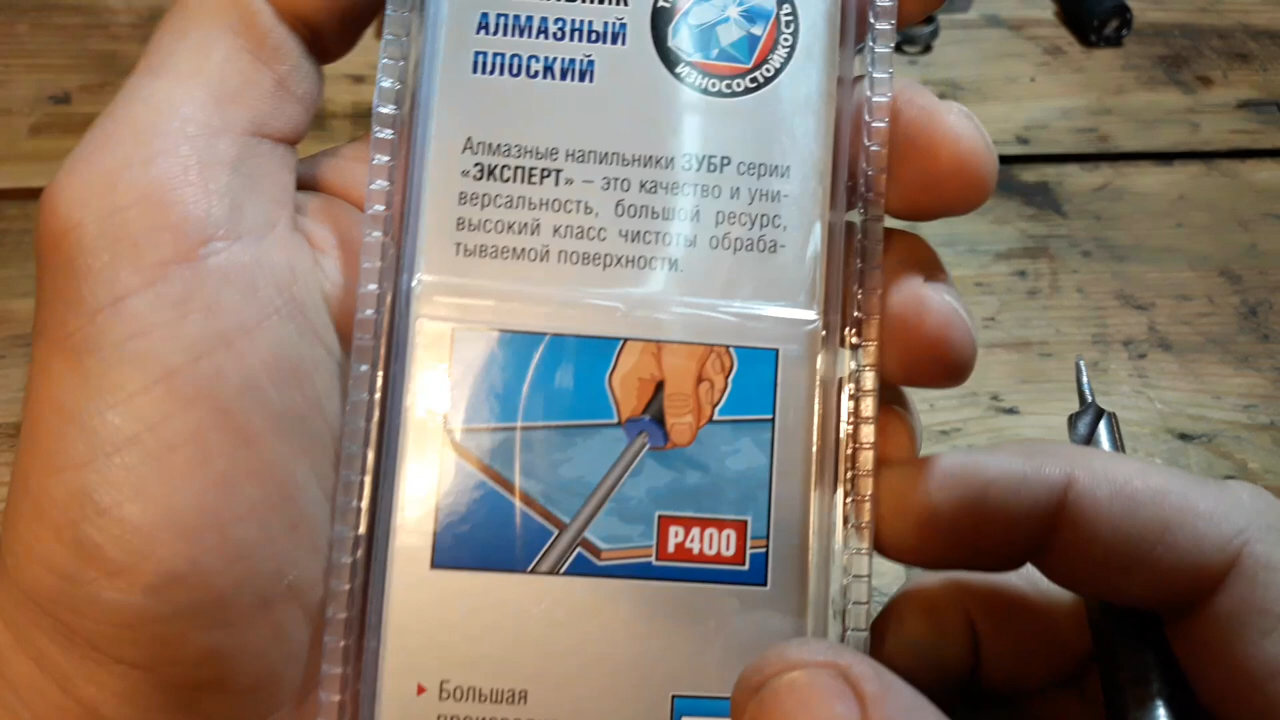 АЛМАЗНЫЙ
ПЛОСКИЙ
ИЗНОСОСТОЙКОСТЬ
Алмазные напильники ЗУБР серии
«ЭКСПЕРТ» – это качество и уни-
версальность, большой ресурс,
высокий класс чистоты обраба-
тываемой поверхности.
P400
Большая